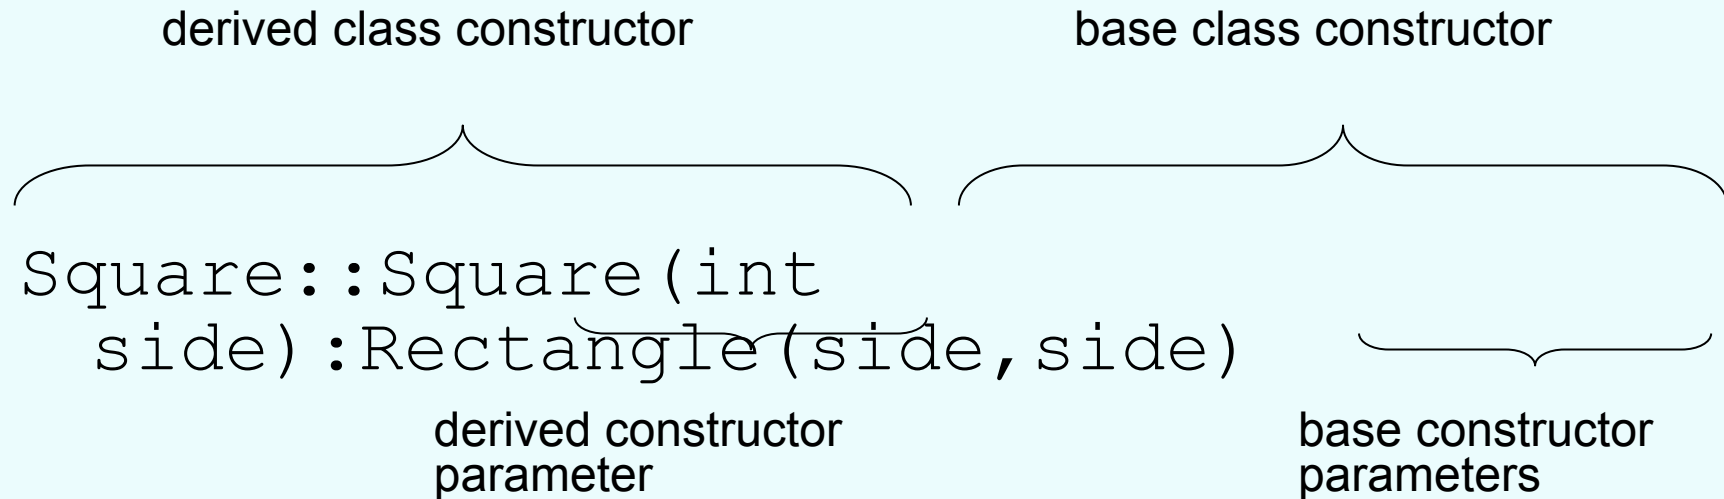 derived class constructor
base class constructor
Square::Square(int
side):Rectangle(side,side)
derived constructor
parameter
base constructor
parameters